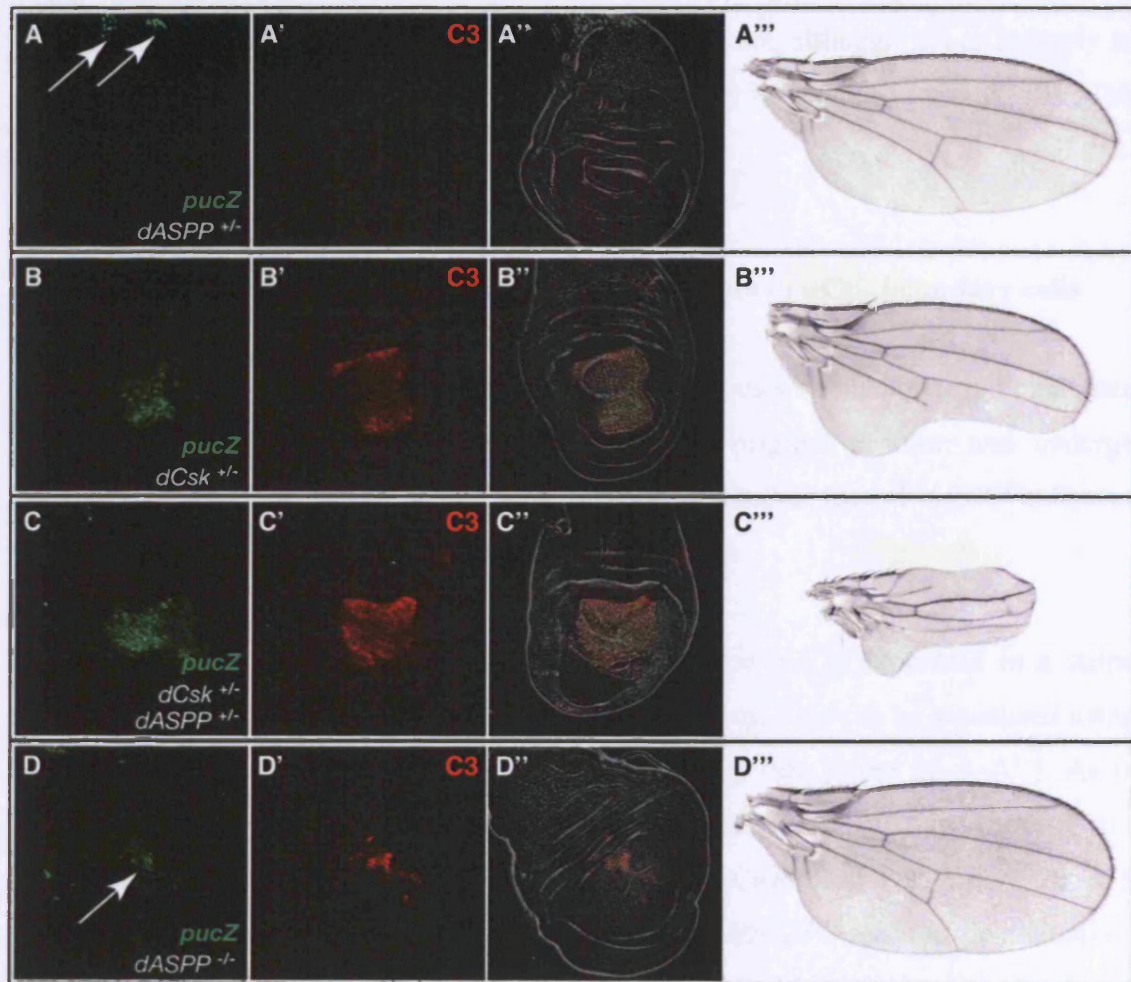 A
pucZ
dASPP +/-
A'
C3
A''
A'''
B
pucZ
dCsk +/-
B'
C3
B''
B'''
C
pucZ
dCsk +/-
dASPP +/-
C'
C3
C''
C'''
D
pucZ
dASPP -/-
D'
C3
D''
D'''